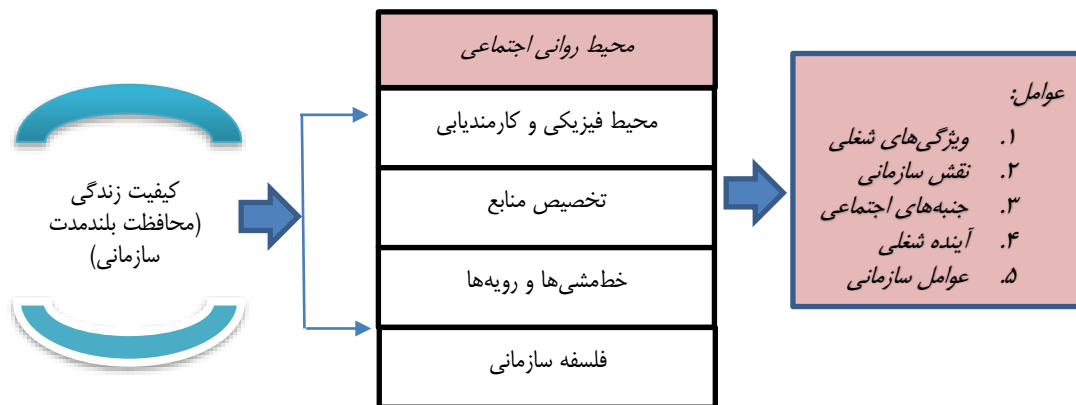 عوامل:
۱. ویژگی‌های شغلی
۲. نقش سازمانی
۳. جنبه‌های اجتماعی
۴. آینده شغلی
۵. عوامل سازمانی
محیط روانی اجتماعی
محیط فیزیکی و کارمندیابی
تخصیص منابع
خط‌مشی‌ها و رویه‌ها
فلسفه سازمانی
کیفیت زندگی
(محافظت بلندمدت
سازمانی)